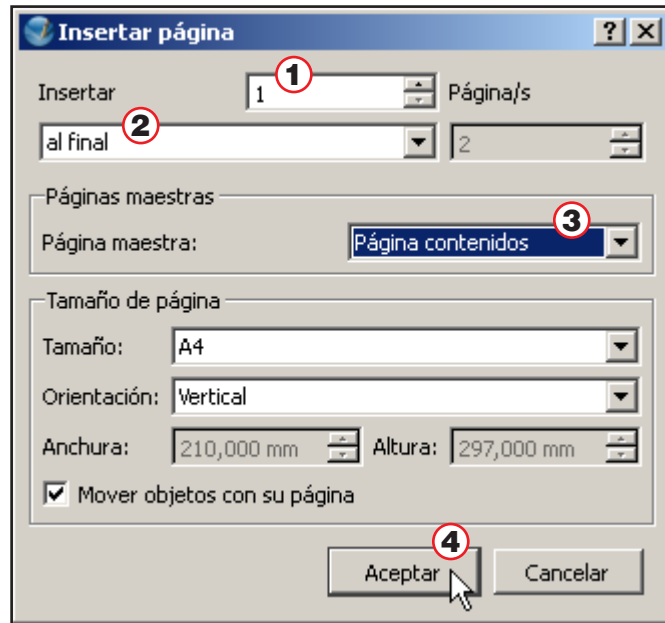 Insertar página
Insertar 1 Página/s
1
al final 2
2
Páginas maestras
Página maestra: Página contenidos
3
Tamaño de página
Tamaño: A4
Orientación: Vertical
Anchura: 210,000 mm Altura: 297,000 mm
Mover objetos con su página
4
Aceptar Cancelar